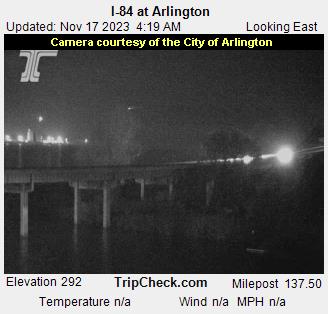 I-84 at Arlington
Updated: Nov 17 2023 4:19 AM Looking East
Camera courtesy of the City of Arlington
Elevation 292 TripCheck.com Milepost 137.50
Temperature n/a Wind n/a MPH n/a